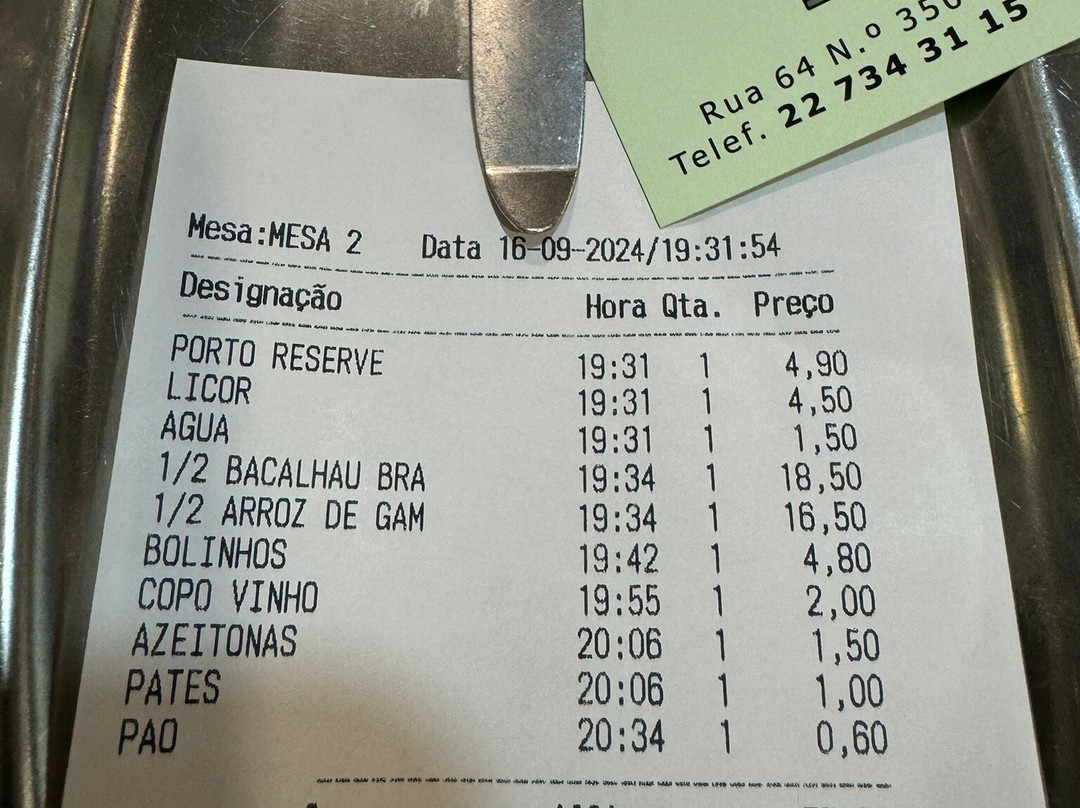 Rua 64 N.º 350
Telef. 22 734 31 15
Mesa:MESA 2 Data 16-09-2024/19:31:54
Designação Hora Qta. Preço
PORTO RESERVE 19:31 1 4,90
LICOR 19:31 1 4,50
AGUA 19:31 1 1,50
1/2 BACALHAU BRA 19:34 1 18,50
1/2 ARROZ DE GAM 19:34 1 16,50
BOLINHOS 19:42 1 4,80
COPO VINHO 19:55 1 2,00
AZEITONAS 20:06 1 1,50
PATES 20:06 1 1,00
PAO 20:34 1 0,60